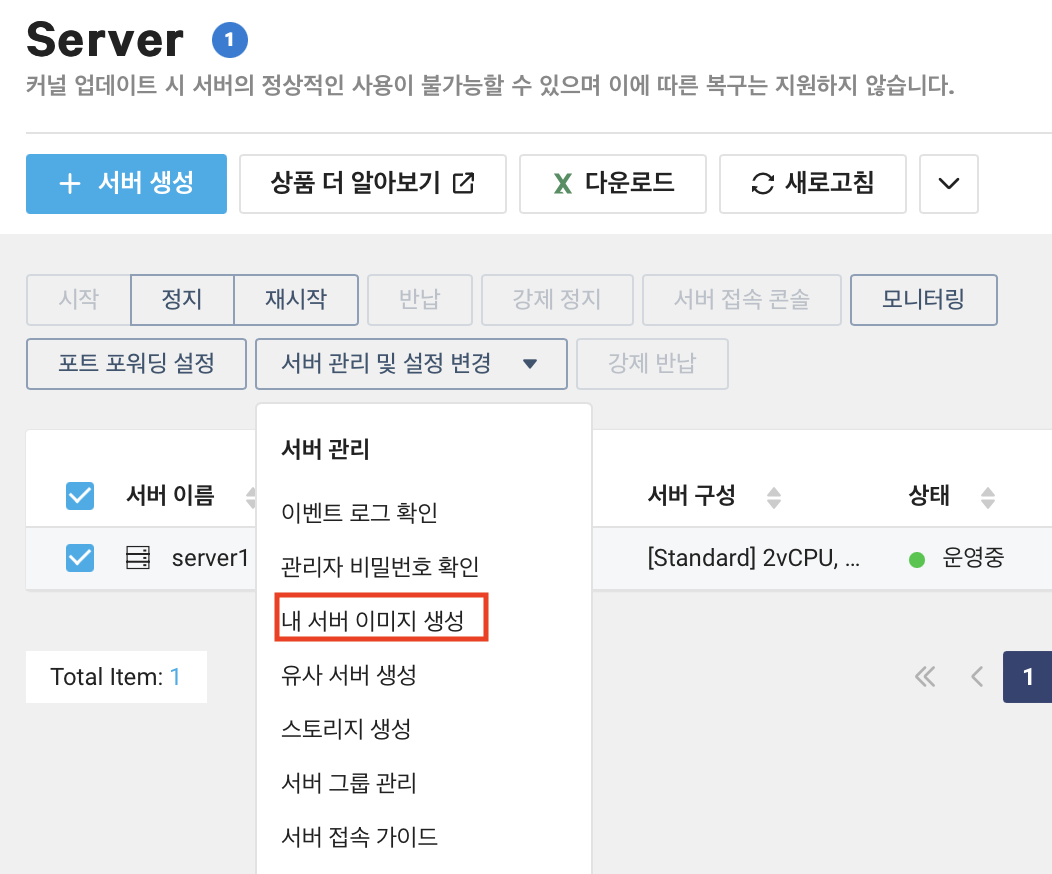 Server 1
커널 업데이트 시 서버의 정상적인 사용이 불가능할 수 있으며 이에 따른 복구는 지원하지 않습니다.
+ 서버 생성 상품 더 알아보기 X 다운로드 새로고침
시작 정지 재시작 반납 강제 정지 서버 접속 콘솔 모니터링
포트 포워딩 설정 서버 관리 및 설정 변경 강제 반납
서버 관리
서버 이름 서버 구성 상태
이벤트 로그 확인
server1 [Standard] 2vCPU, ... 운영중
관리자 비밀번호 확인
내 서버 이미지 생성
유사 서버 생성
Total Item: 1 1
스토리지 생성
서버 그룹 관리
서버 접속 가이드